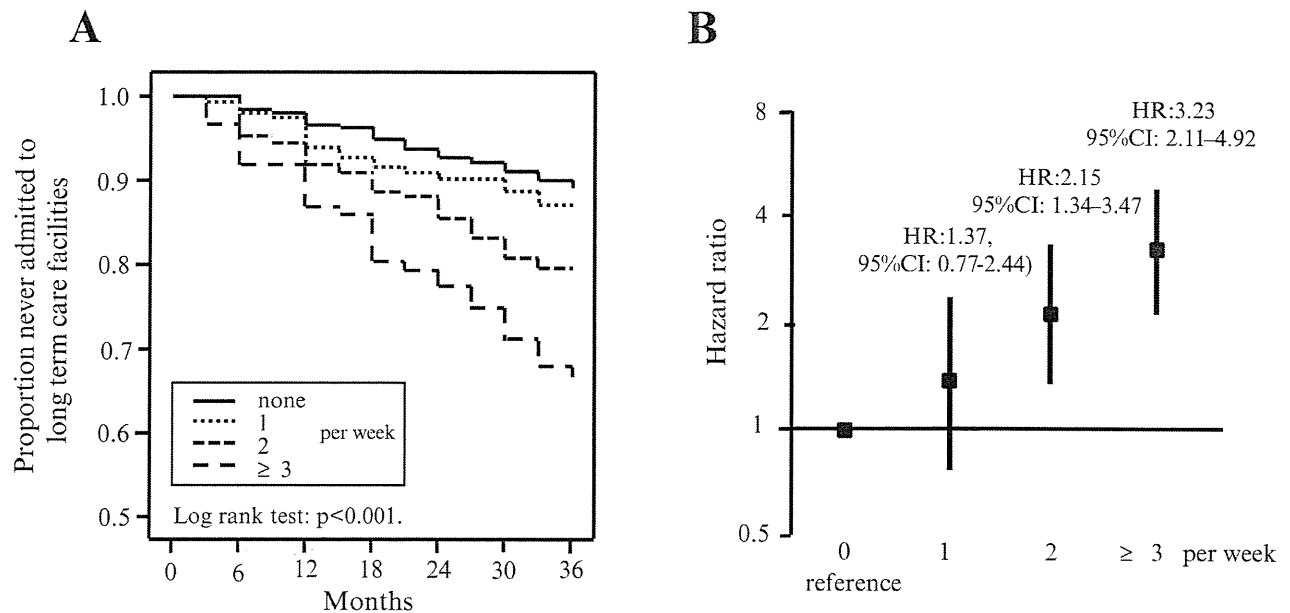 A
Proportion never admitted to
long term care facilities
1.0
0.9
0.8
0.7
0.6
0.5
none
1
2
≥ 3
per week
Log rank test: p<0.001.
0 6 12 18 24 30 36
Months
B
Hazard ratio
8
4
2
1
0.5
HR:3.23
95%CI: 2.11–4.92
HR:2.15
95%CI: 1.34–3.47
HR:1.37,
95%CI: 0.77-2.44)
0 1 2 ≥ 3 per week
reference